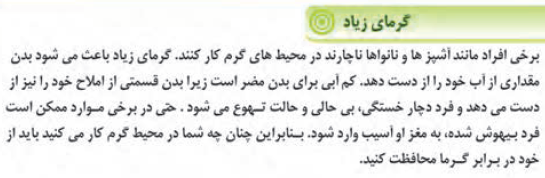 گرمای زیاد
برخی افراد مانند آشپز ها و نانواها ناچارند در محیط های گرم کار کنند. گرمای زیاد باعث می شود بدن
مقداری از آب خود را از دست دهد. کم آبی برای بدن مضر است زیرا بدن قسمتی از املاح خود را نیز از
دست می دهد و فرد دچار خستگی، بی حالی و حالت تهوع می شود . حتی در برخی موارد ممکن است
فرد بیهوش شده، به مغز او آسیب وارد شود. بنابراین چنان چه شما در محیط گرم کار می کنید باید از
خود در برابر گرما محافظت کنید.